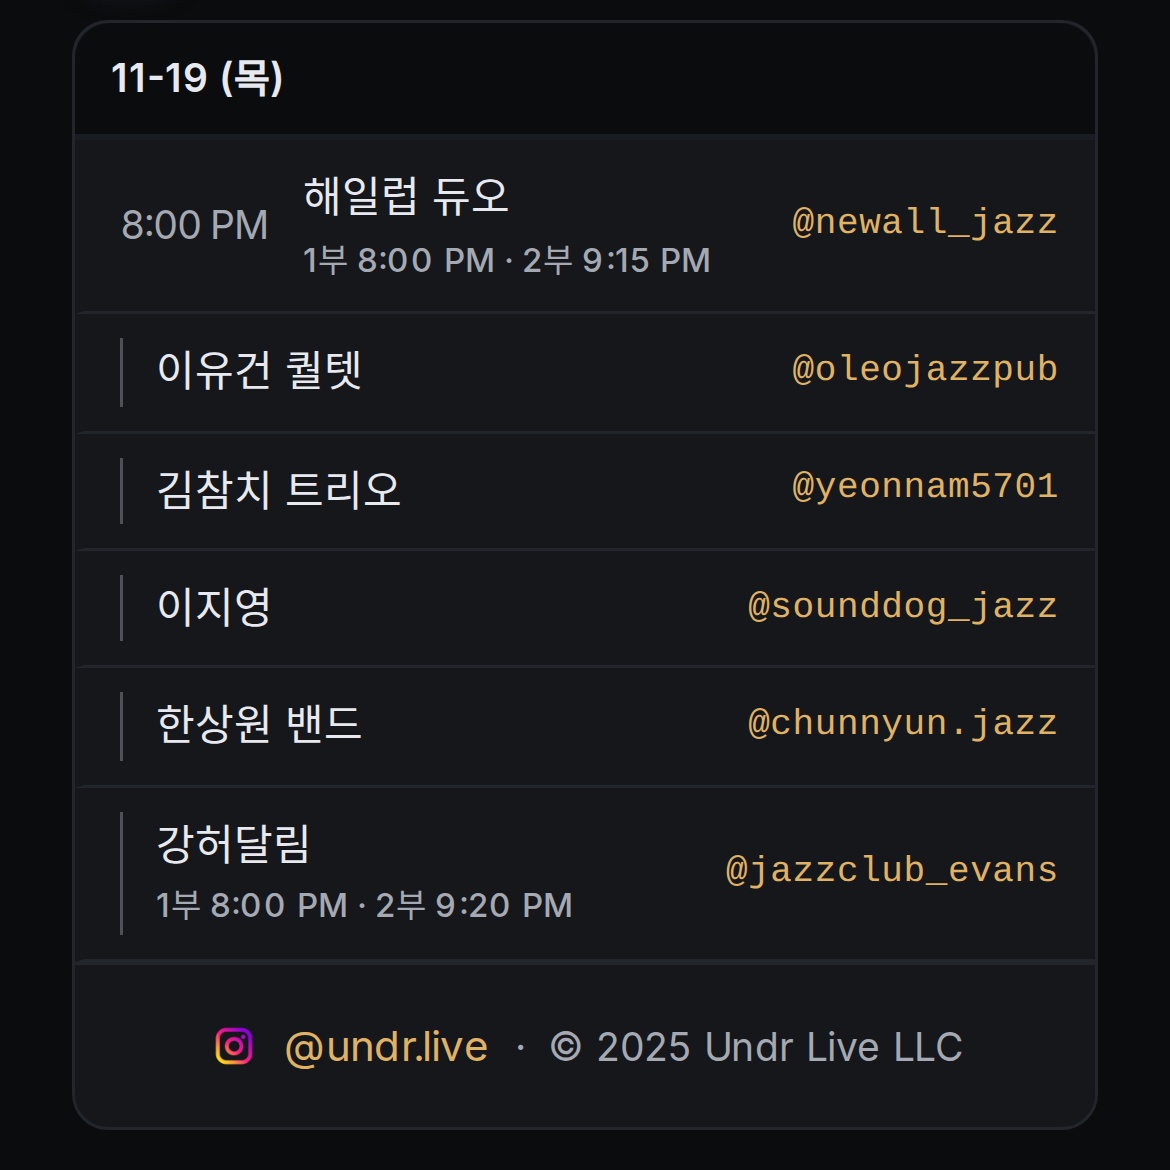 11-19 (목)
8:00 PM
해일럽 듀오
1부 8:00 PM · 2부 9:15 PM
@newall_jazz
이유건 퀄텟
@oleojazzpub
김참치 트리오
@yeonnam5701
이지영
@sounddog_jazz
한상원 밴드
@chunnyun.jazz
강허달림
1부 8:00 PM · 2부 9:20 PM
@jazzclub_evans
@undr.live · © 2025 Undr Live LLC